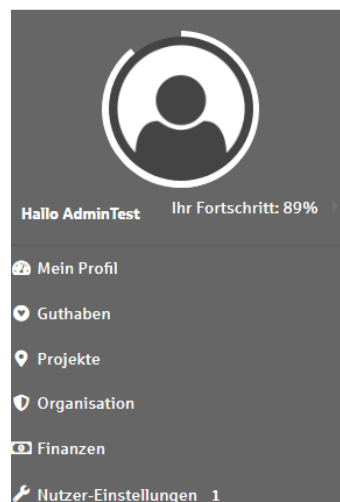 Hallo AdminTest Ihr Fortschritt: 89%
Mein Profil
Guthaben
Projekte
Organisation
Finanzen
Nutzer-Einstellungen 1